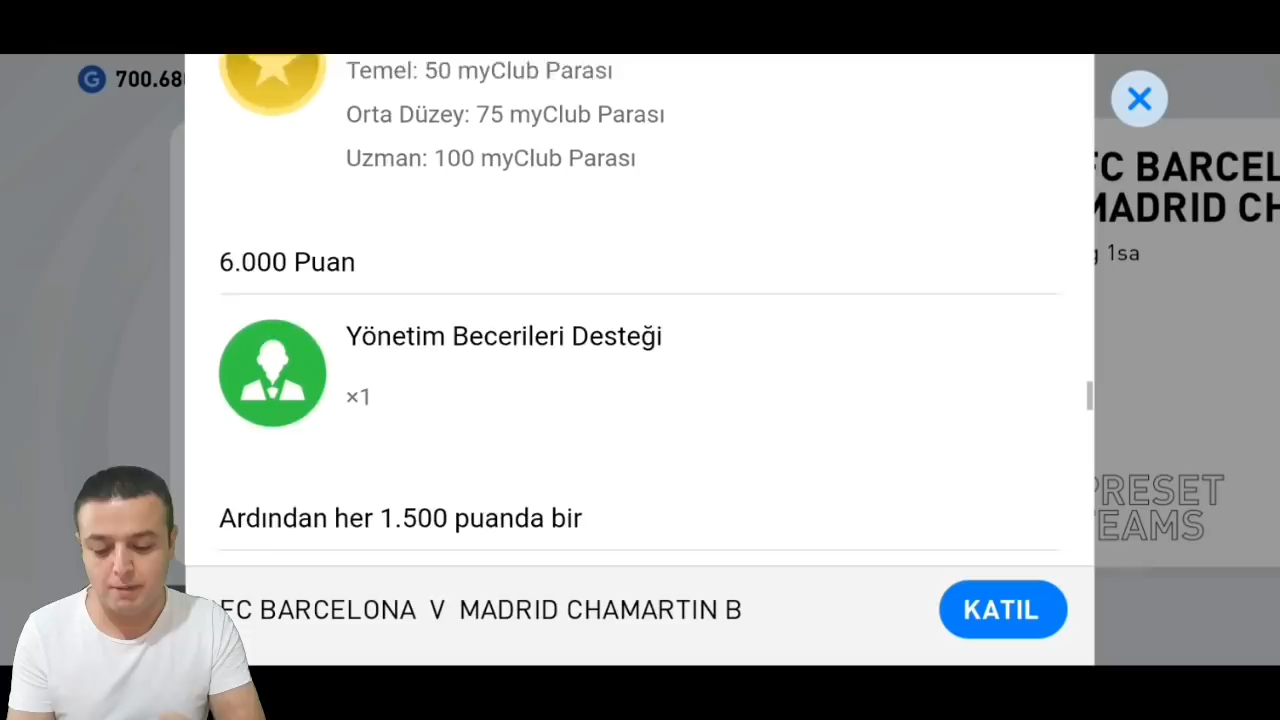 G 700.68
Temel: 50 myClub Parası
Orta Düzey: 75 myClub Parası
Uzman: 100 myClub Parası
6.000 Puan
Yönetim Becerileri Desteği
×1
Ardından her 1.500 puanda bir
FC BARCELONA V MADRID CHAMARTIN B
KATIL
FC BARCEL
MADRID CH
g 1sa
PRESET
TEAMS